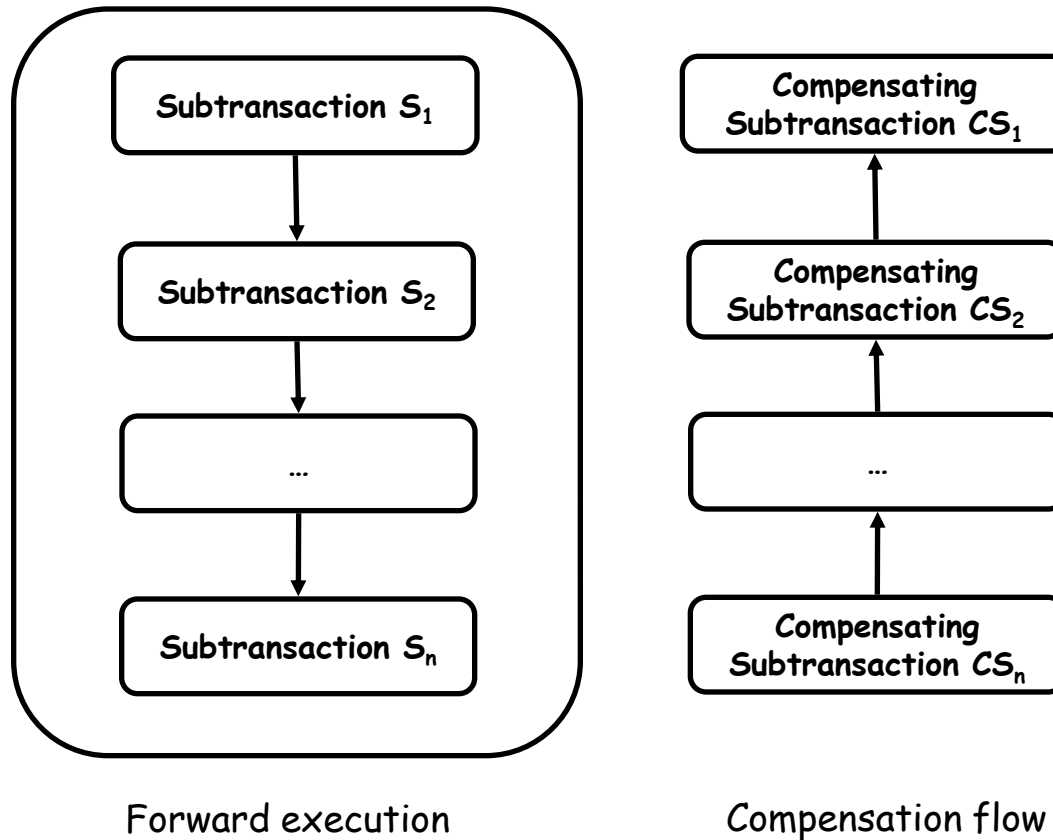 Subtransaction S₁
Subtransaction S₂
...
Subtransaction Sₙ
Forward execution
Compensating
Subtransaction CS₁
Compensating
Subtransaction CS₂
...
Compensating
Subtransaction CSₙ
Compensation flow